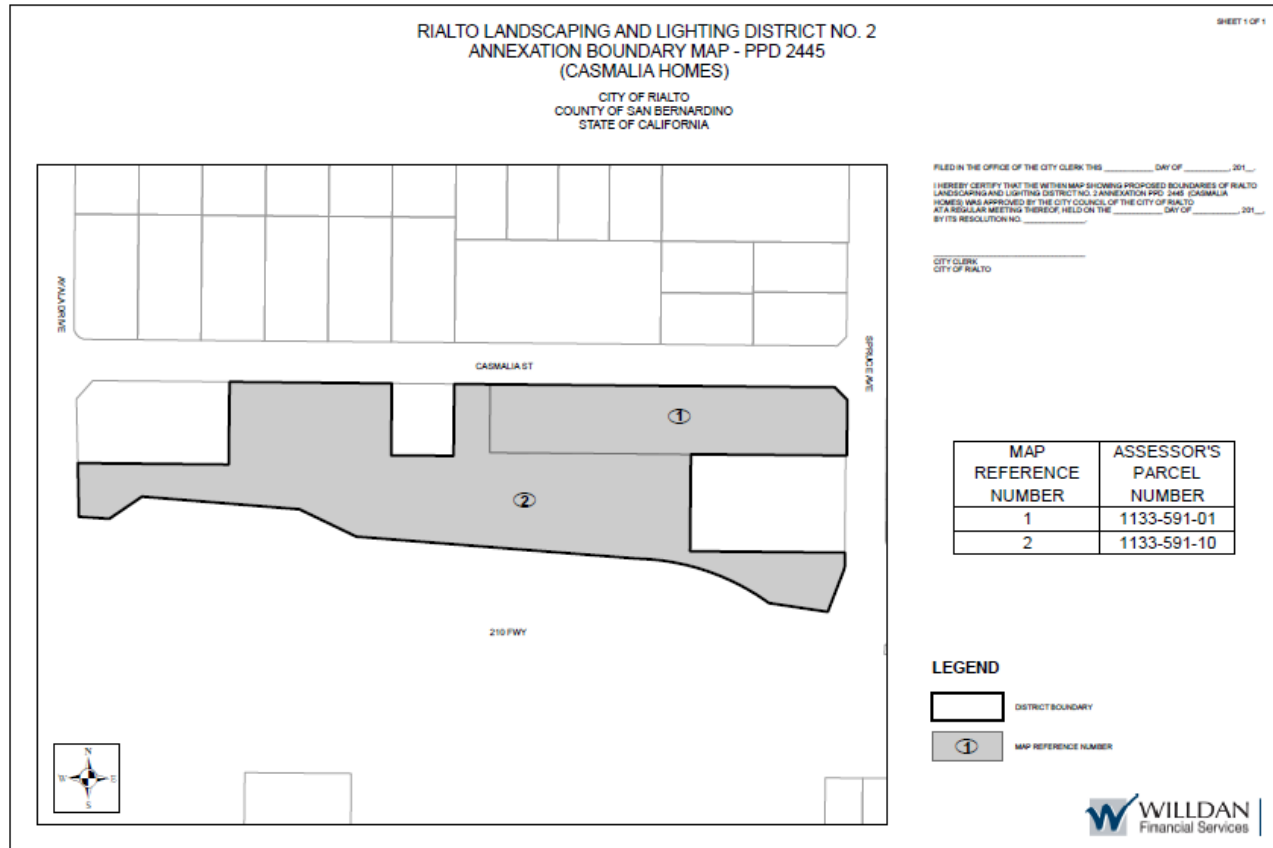 SHEET 1 OF 1
RIALTO LANDSCAPING AND LIGHTING DISTRICT NO. 2
ANNEXATION BOUNDARY MAP - PPD 2445
(CASMALIA HOMES)
CITY OF RIALTO
COUNTY OF SAN BERNARDINO
STATE OF CALIFORNIA
FILED IN THE OFFICE OF THE CITY CLERK THIS ____________ DAY OF ___________, 201__.
I HEREBY CERTIFY THAT THE WITHIN MAP SHOWING PROPOSED BOUNDARIES OF RIALTO
LANDSCAPING AND LIGHTING DISTRICT NO. 2 ANNEXATION PPD 2445 (CASMALIA
HOMES) WAS APPROVED BY THE CITY COUNCIL OF THE CITY OF RIALTO
AT A REGULAR MEETING THEREOF, HELD ON THE ____________ DAY OF ___________, 201__,
BY ITS RESOLUTION NO. ______________.
CITY CLERK
CITY OF RIALTO
AYALA DRIVE
CASMALIA ST
SPRUCE AVE
1
2
210 FWY
N
W E
S
MAP REFERENCE NUMBER ASSESSOR'S PARCEL NUMBER
1 1133-591-01
2 1133-591-10
LEGEND
DISTRICT BOUNDARY
1 MAP REFERENCE NUMBER
WILLDAN
Financial Services